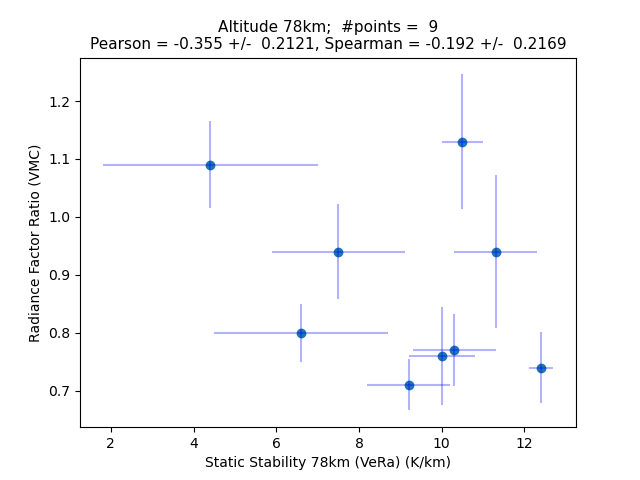 Altitude 78km;  #points =  9
Pearson = -0.355 +/-  0.2121, Spearman = -0.192 +/-  0.2169
1.2
1.1
1.0
0.9
0.8
0.7
Radiance Factor Ratio (VMC)
2 4 6 8 10 12
Static Stability 78km (VeRa) (K/km)